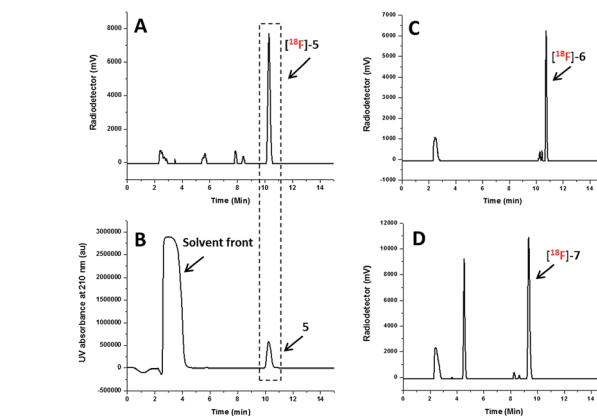 A
[18F]-5
Radiodetector (mV)
8000
6000
4000
2000
0
0 2 4 6 8 10 12 14
Time (Min)
C
[18F]-6
Radiodetector (mV)
7000
6000
5000
4000
3000
2000
1000
0
-1000
0 2 4 6 8 10 12 14
Time (Min)
B
Solvent front
5
UV absorbance at 210 nm (au)
3000000
2500000
2000000
1500000
1000000
500000
0
-500000
0 2 4 6 8 10 12 14
Time (min)
D
[18F]-7
Radiodetector (mV)
12000
10000
8000
6000
4000
2000
0
0 2 4 6 8 10 12 14
Time (Min)